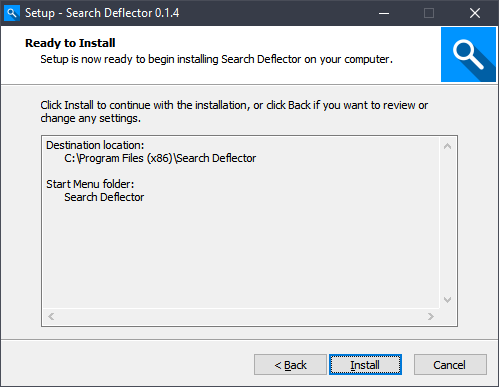 Setup - Search Deflector 0.1.4
Ready to Install
Setup is now ready to begin installing Search Deflector on your computer.
Click Install to continue with the installation, or click Back if you want to review or
change any settings.
Destination location:
C:\Program Files (x86)\Search Deflector
Start Menu folder:
Search Deflector
< Back
Install
Cancel